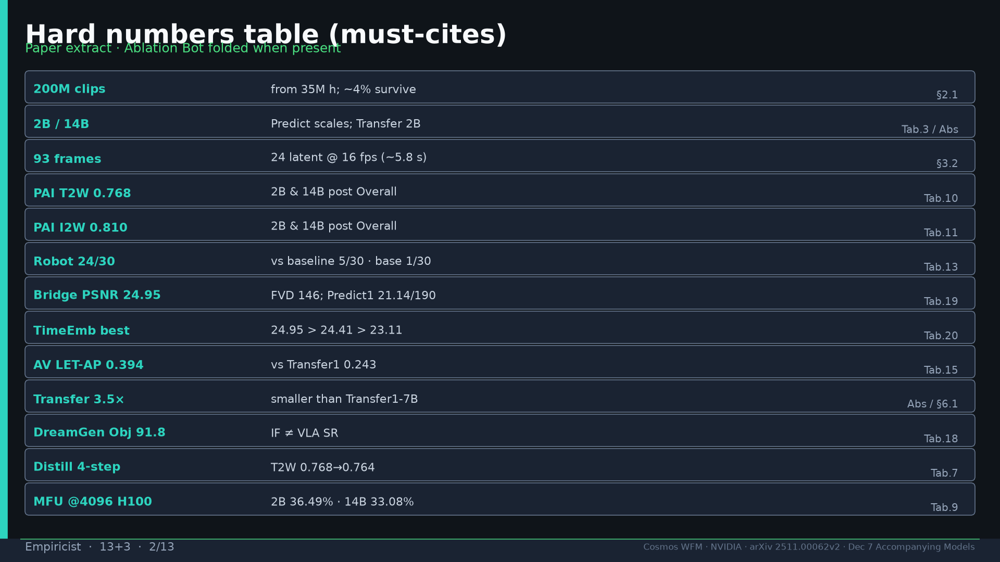 Hard numbers table (must-cites)
Paper extract · Ablation Bot folded when present
200M clips from 35M h; ~4% survive §2.1
2B / 14B Predict scales; Transfer 2B Tab.3 / Abs
93 frames 24 latent @ 16 fps (~5.8 s) §3.2
PAI T2W 0.768 2B & 14B post Overall Tab.10
PAI I2W 0.810 2B & 14B post Overall Tab.11
Robot 24/30 vs baseline 5/30 · base 1/30 Tab.13
Bridge PSNR 24.95 FVD 146; Predict1 21.14/190 Tab.19
TimeEmb best 24.95 > 24.41 > 23.11 Tab.20
AV LET-AP 0.394 vs Transfer1 0.243 Tab.15
Transfer 3.5× smaller than Transfer1-7B Abs / §6.1
DreamGen Obj 91.8 IF ≠ VLA SR Tab.18
Distill 4-step T2W 0.768→0.764 Tab.7
MFU @4096 H100 2B 36.49% · 14B 33.08% Tab.9
Empiricist · 13+3 · 2/13
Cosmos WFM · NVIDIA · arXiv 2511.00062v2 · Dec 7 Accompanying Models